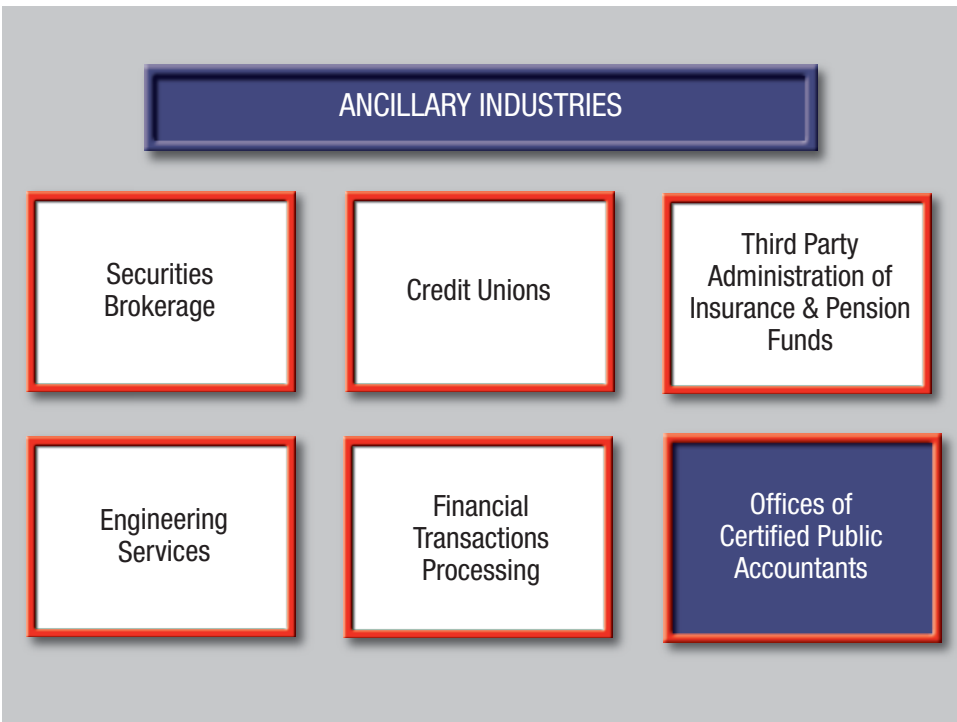 ANCILLARY INDUSTRIES
Securities
Brokerage
Credit Unions
Third Party
Administration of
Insurance & Pension
Funds
Engineering
Services
Financial
Transactions
Processing
Offices of
Certified Public
Accountants